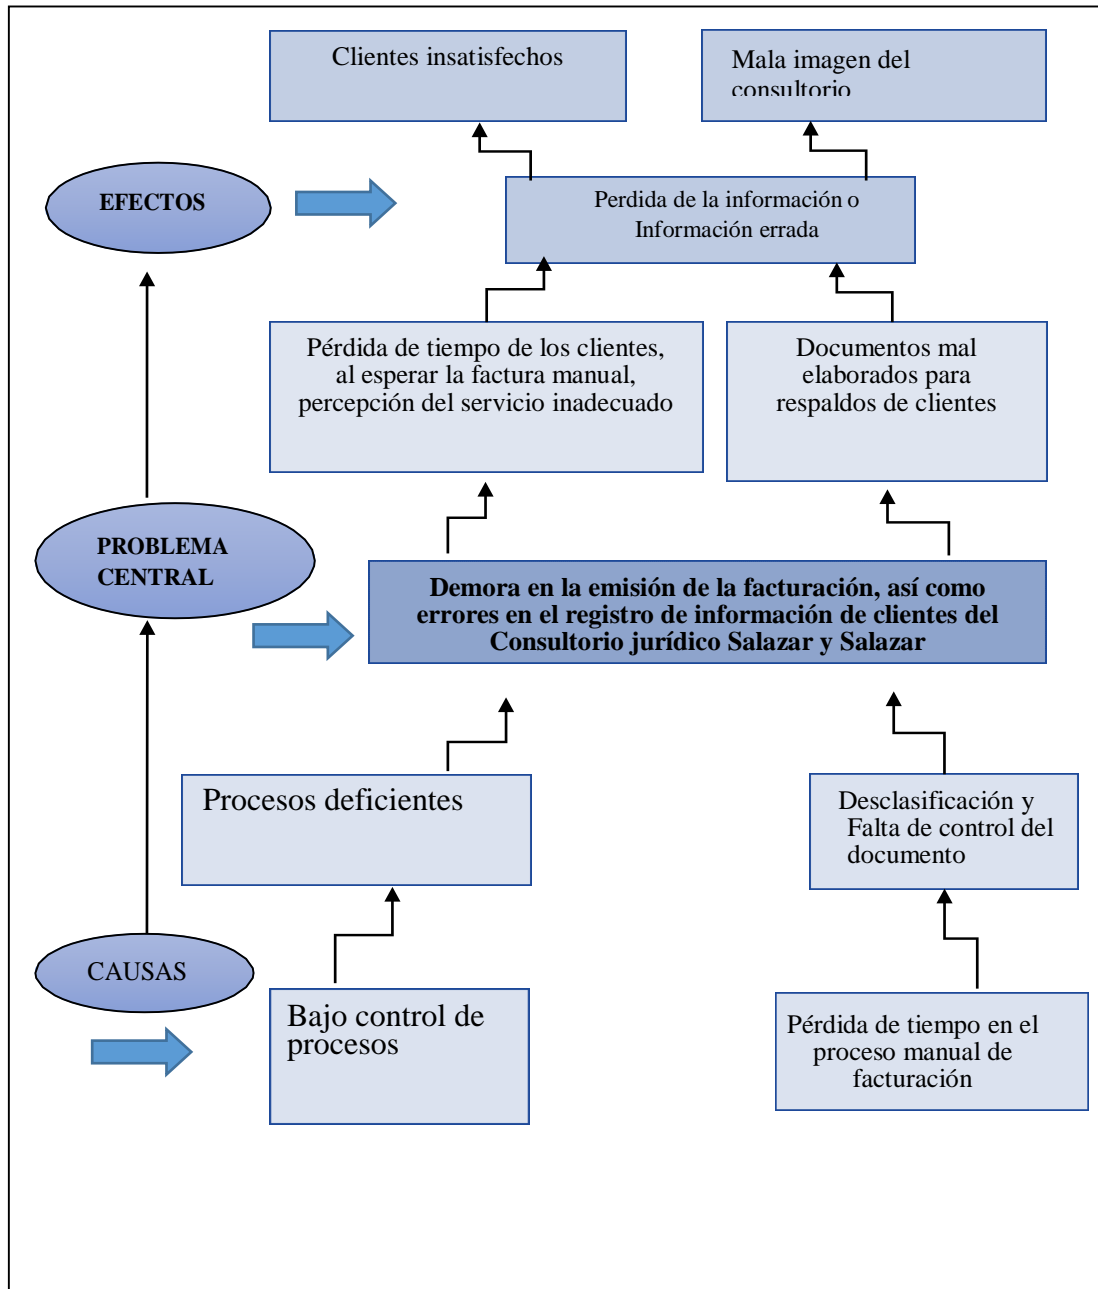 Clientes insatisfechos
Mala imagen del
consultorio
EFECTOS
Perdida de la información o
Información errada
Pérdida de tiempo de los clientes,
al esperar la factura manual,
percepción del servicio inadecuado
Documentos mal
elaborados para
respaldos de clientes
PROBLEMA
CENTRAL
Demora en la emisión de la facturación, así como
errores en el registro de información de clientes del
Consultorio jurídico Salazar y Salazar
Procesos deficientes
Desclasificación y
Falta de control del
documento
CAUSAS
Bajo control de
procesos
Pérdida de tiempo en el
proceso manual de
facturación